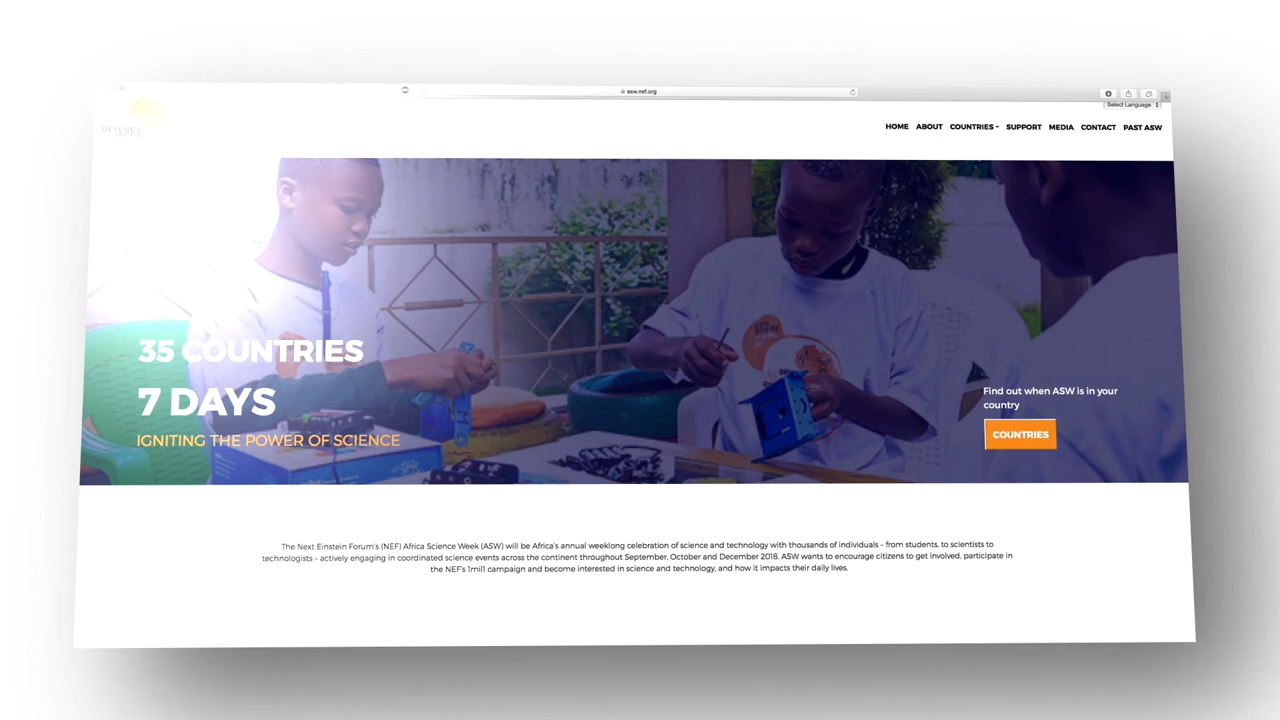 asw.nef.org
Select Language
SCIENCE
WEEK
HOME ABOUT COUNTRIES SUPPORT MEDIA CONTACT PAST ASW
35 COUNTRIES
7 DAYS
IGNITING THE POWER OF SCIENCE
Find out when ASW is in your
country
COUNTRIES
The Next Einstein Forum's (NEF) Africa Science Week (ASW) will be Africa's annual weeklong celebration of science and technology with thousands of individuals – from students, to scientists to
technologists – actively engaging in coordinated science events across the continent throughout September, October and December 2018. ASW wants to encourage citizens to get involved, participate in
the NEF's 1mil1 campaign and become interested in science and technology, and how it impacts their daily lives.